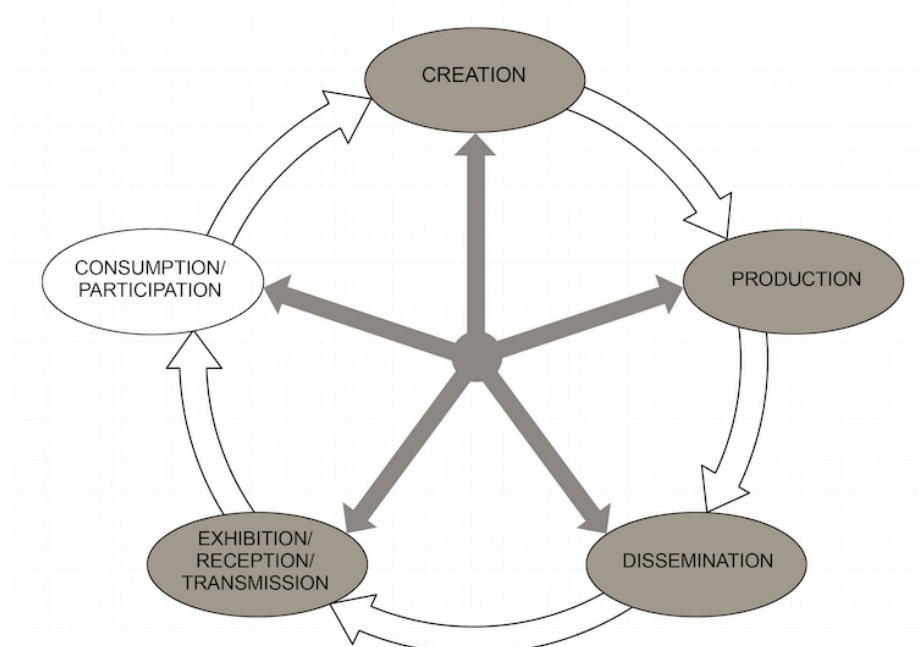 CREATION
CONSUMPTION/
PARTICIPATION
PRODUCTION
EXHIBITION/
RECEPTION/
TRANSMISSION
DISSEMINATION